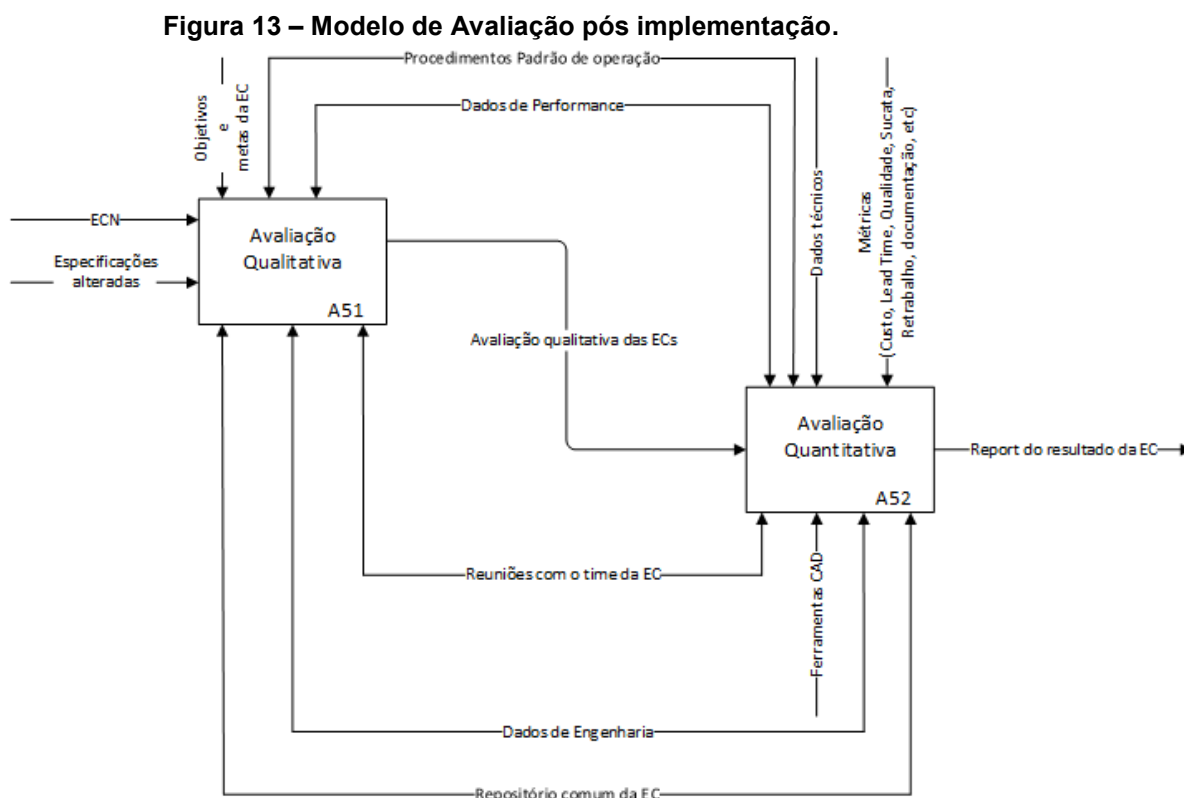 Figura 13 – Modelo de Avaliação pós implementação.
Procedimentos Padrão de operação
Objetivos
e
metas da EC
Dados de Performance
Dados técnicos
Métricas
(Custo, Lead Time, Qualidade, Sucata,
Retrabalho, documentação, etc)
ECN
Especificações
alteradas
Avaliação
Qualitativa
A51
Avaliação qualitativa das ECs
Avaliação
Quantitativa
A52
Report do resultado da EC
Reuniões com o time da EC
Ferramentas CAD
Dados de Engenharia
Repositório comum da EC